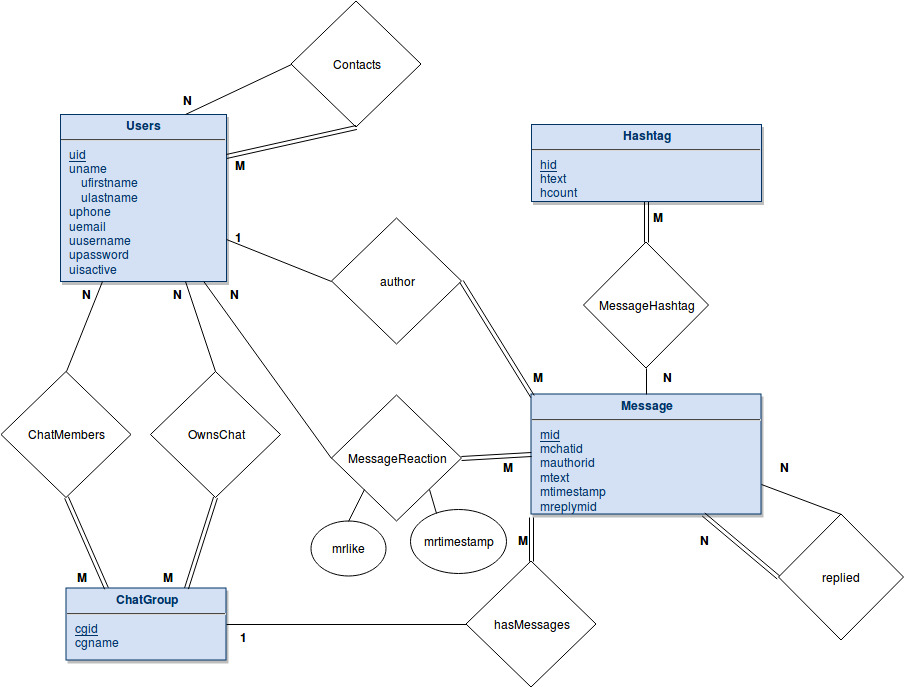 Contacts
N
Users
uid
uname
ufirstname
ulastname
uphone
uemail
uusername
upassword
uisactive
M
Hashtag
hid
htext
hcount
M
1
author
MessageHashtag
N
N
N
M
N
Message
mid
mchatid
mauthorid
mtext
mtimestamp
mreplymid
ChatMembers
OwnsChat
MessageReaction
M
N
mrlike
mrtimestamp
M
N
replied
M
M
ChatGroup
cgid
cgname
1
hasMessages